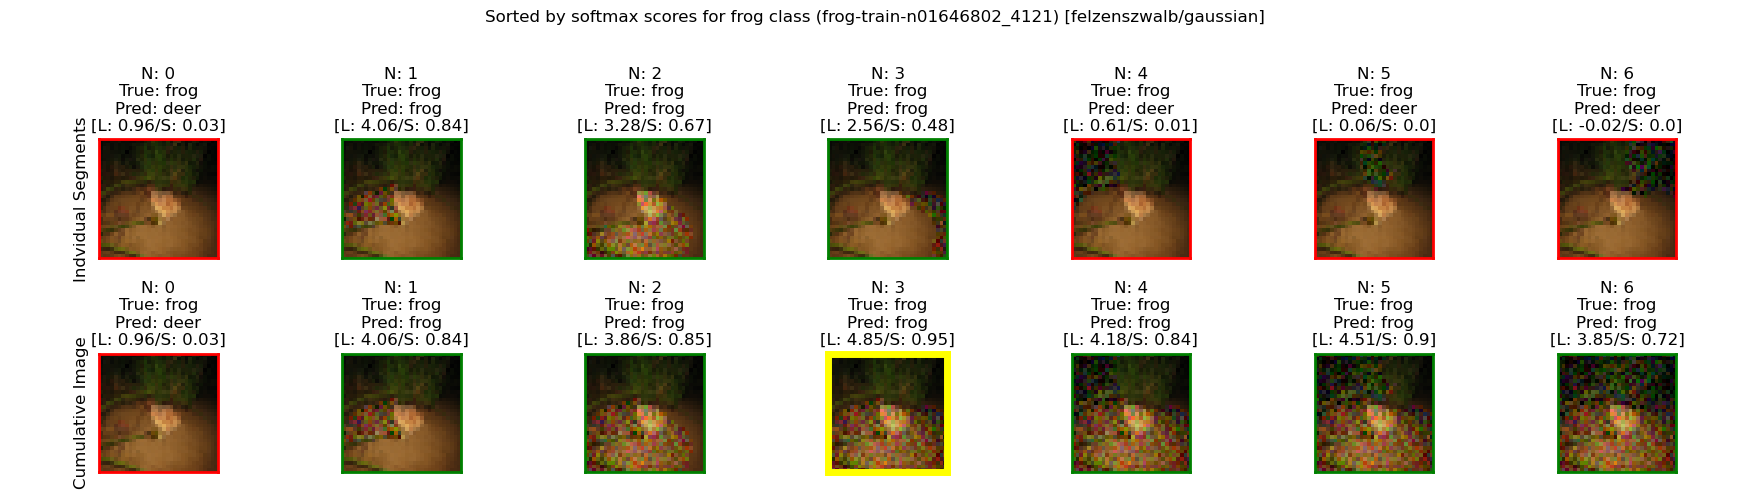 Sorted by softmax scores for frog class (frog-train-n01646802_4121) [felzenszwalb/gaussian]
Indvidual Segments
N: 0
True: frog
Pred: deer
[L: 0.96/S: 0.03]
N: 1
True: frog
Pred: frog
[L: 4.06/S: 0.84]
N: 2
True: frog
Pred: frog
[L: 3.28/S: 0.67]
N: 3
True: frog
Pred: frog
[L: 2.56/S: 0.48]
N: 4
True: frog
Pred: deer
[L: 0.61/S: 0.01]
N: 5
True: frog
Pred: deer
[L: 0.06/S: 0.0]
N: 6
True: frog
Pred: deer
[L: -0.02/S: 0.0]
Cumulative Image
N: 0
True: frog
Pred: deer
[L: 0.96/S: 0.03]
N: 1
True: frog
Pred: frog
[L: 4.06/S: 0.84]
N: 2
True: frog
Pred: frog
[L: 3.86/S: 0.85]
N: 3
True: frog
Pred: frog
[L: 4.85/S: 0.95]
N: 4
True: frog
Pred: frog
[L: 4.18/S: 0.84]
N: 5
True: frog
Pred: frog
[L: 4.51/S: 0.9]
N: 6
True: frog
Pred: frog
[L: 3.85/S: 0.72]